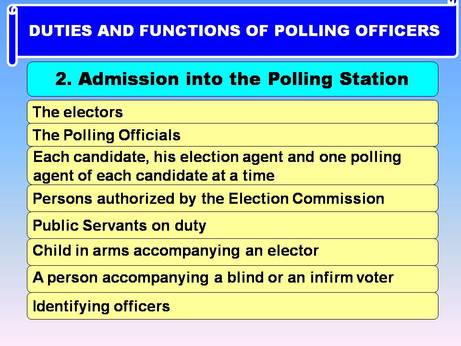 DUTIES AND FUNCTIONS OF POLLING OFFICERS
2. Admission into the Polling Station
The electors
The Polling Officials
Each candidate, his election agent and one polling
agent of each candidate at a time
Persons authorized by the Election Commission
Public Servants on duty
Child in arms accompanying an elector
A person accompanying a blind or an infirm voter
Identifying officers